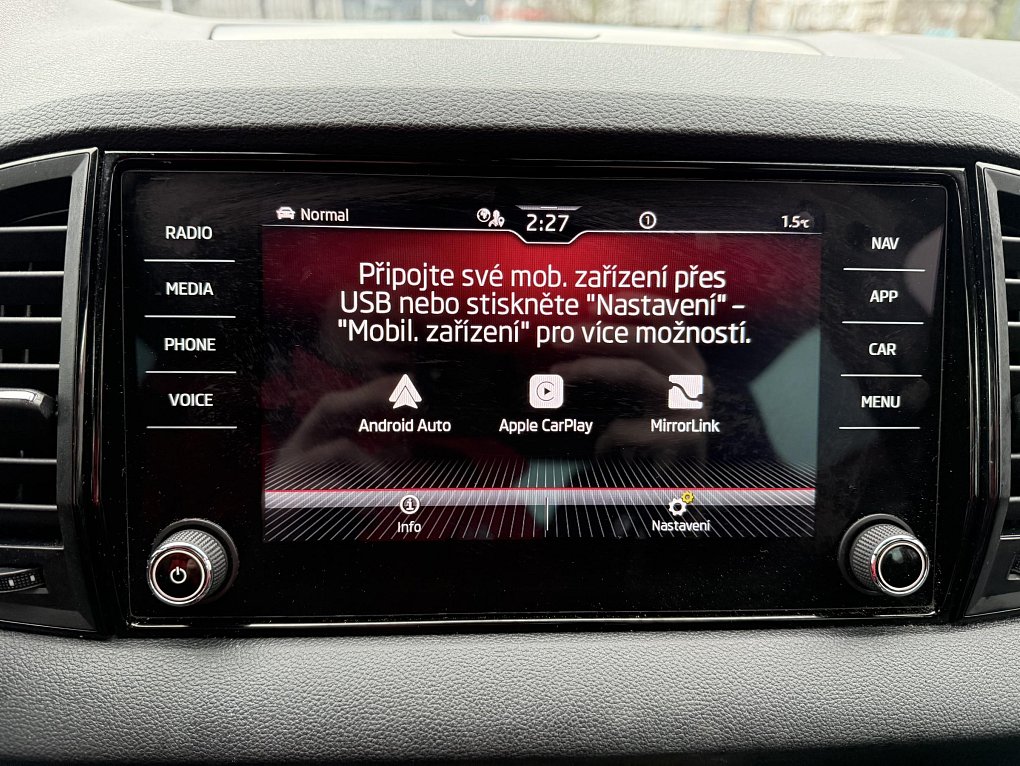 Normal
2:27
1
1.5°C
RADIO
MEDIA
PHONE
VOICE
Připojte své mob. zařízení přes
USB nebo stiskněte "Nastavení" –
"Mobil. zařízení" pro více možností.
Android Auto
Apple CarPlay
MirrorLink
Info
Nastavení
NAV
APP
CAR
MENU